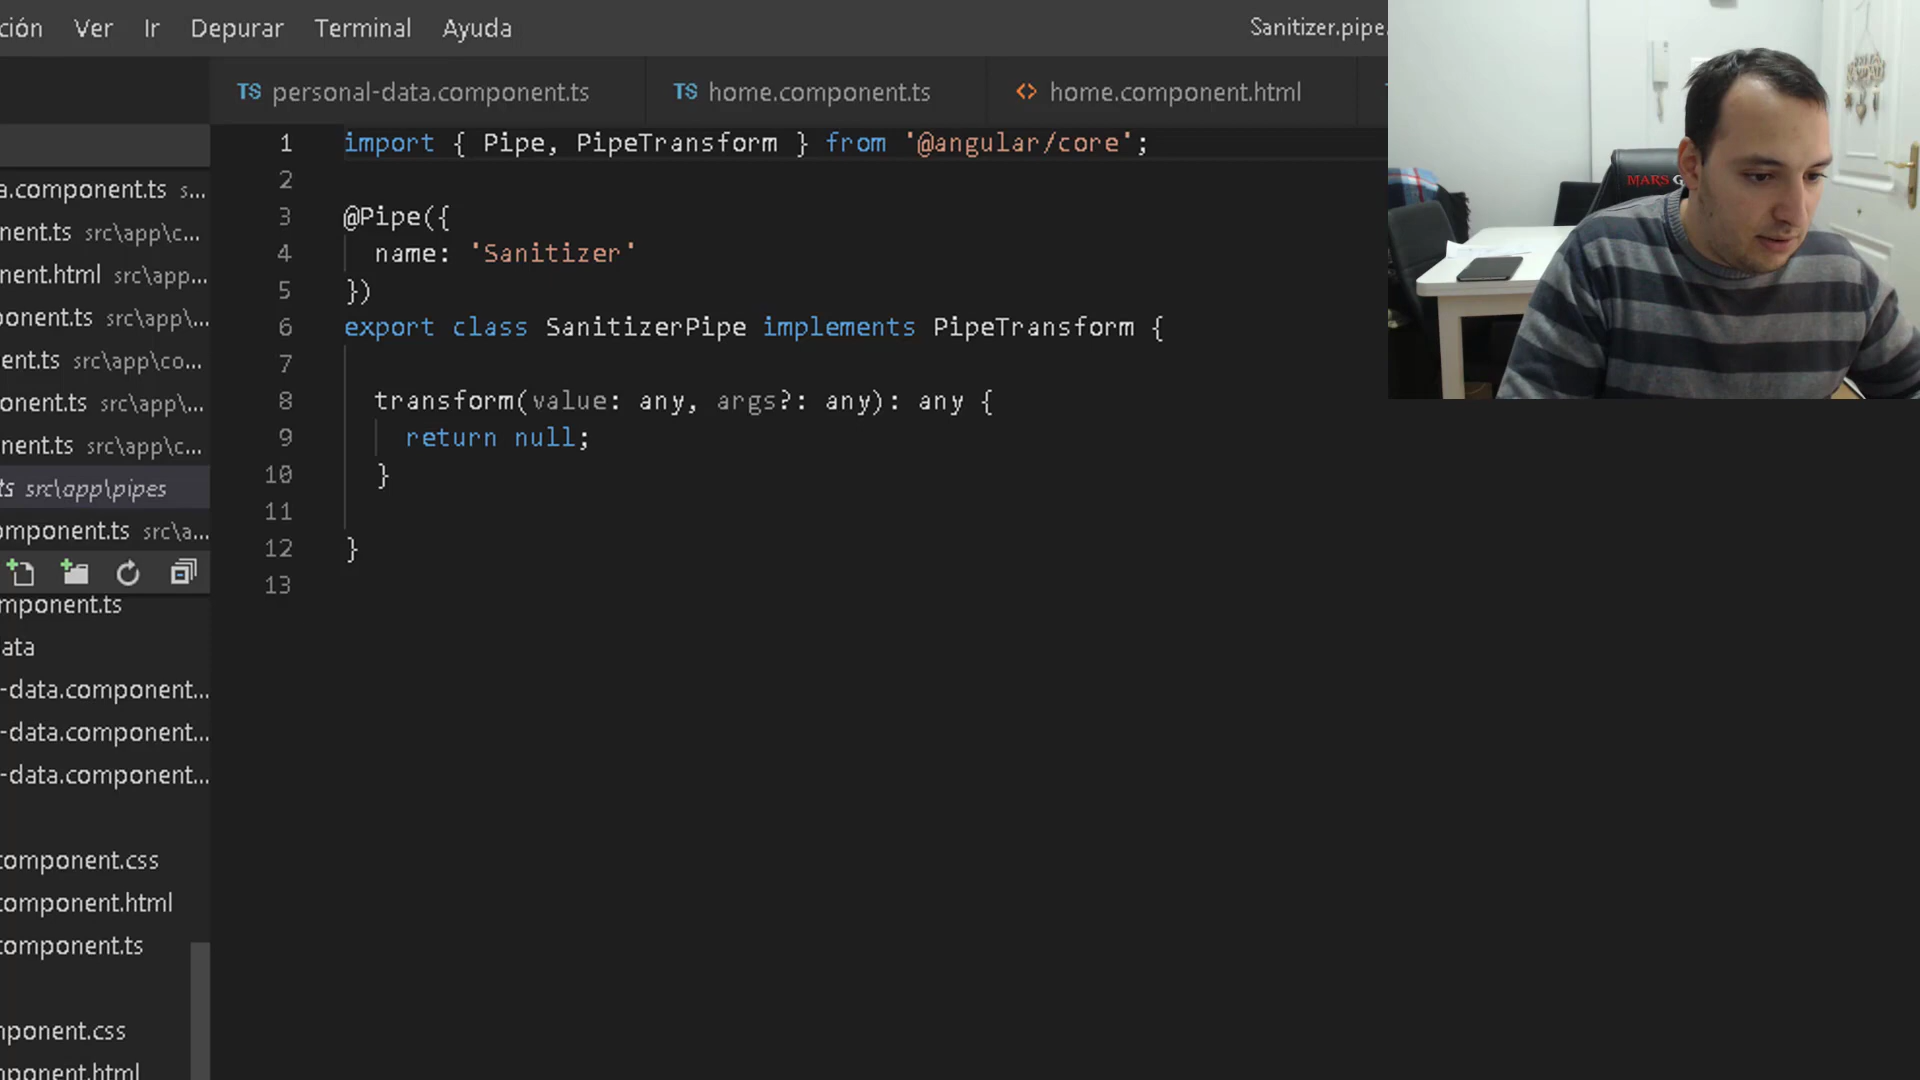 ción Ver Ir Depurar Terminal Ayuda Sanitizer.pipe.
TS personal-data.component.ts TS home.component.ts <> home.component.html
a.component.ts s...
nent.ts src\app\c...
nent.html src\app...
ponent.ts src\app\...
ent.ts src\app\co...
onent.ts src\app\...
nent.ts src\app\c...
ts src\app\pipes
omponent.ts src\a...
mponent.ts
ata
-data.component...
-data.component...
-data.component...
component.css
component.html
component.ts
mponent.css
mponent.html
1 import { Pipe, PipeTransform } from '@angular/core';
2
3 @Pipe({
4 name: 'Sanitizer'
5 })
6 export class SanitizerPipe implements PipeTransform {
7
8 transform(value: any, args?: any): any {
9 return null;
10 }
11
12 }
13
MARS G